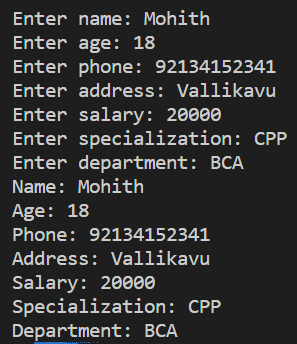 Enter name: Mohith
Enter age: 18
Enter phone: 92134152341
Enter address: Vallikavu
Enter salary: 20000
Enter specialization: CPP
Enter department: BCA
Name: Mohith
Age: 18
Phone: 92134152341
Address: Vallikavu
Salary: 20000
Specialization: CPP
Department: BCA